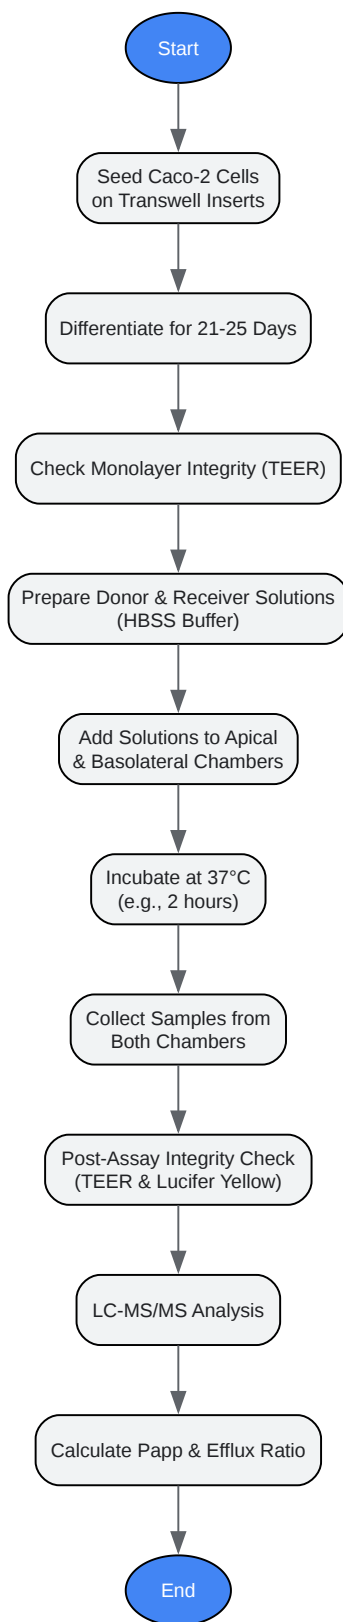 Start
Seed Caco-2 Cells
on Transwell Inserts
Differentiate for 21-25 Days
Check Monolayer Integrity (TEER)
Prepare Donor & Receiver Solutions
(HBSS Buffer)
Add Solutions to Apical
& Basolateral Chambers
Incubate at 37°C
(e.g., 2 hours)
Collect Samples from
Both Chambers
Post-Assay Integrity Check
(TEER & Lucifer Yellow)
LC-MS/MS Analysis
Calculate Papp & Efflux Ratio
End